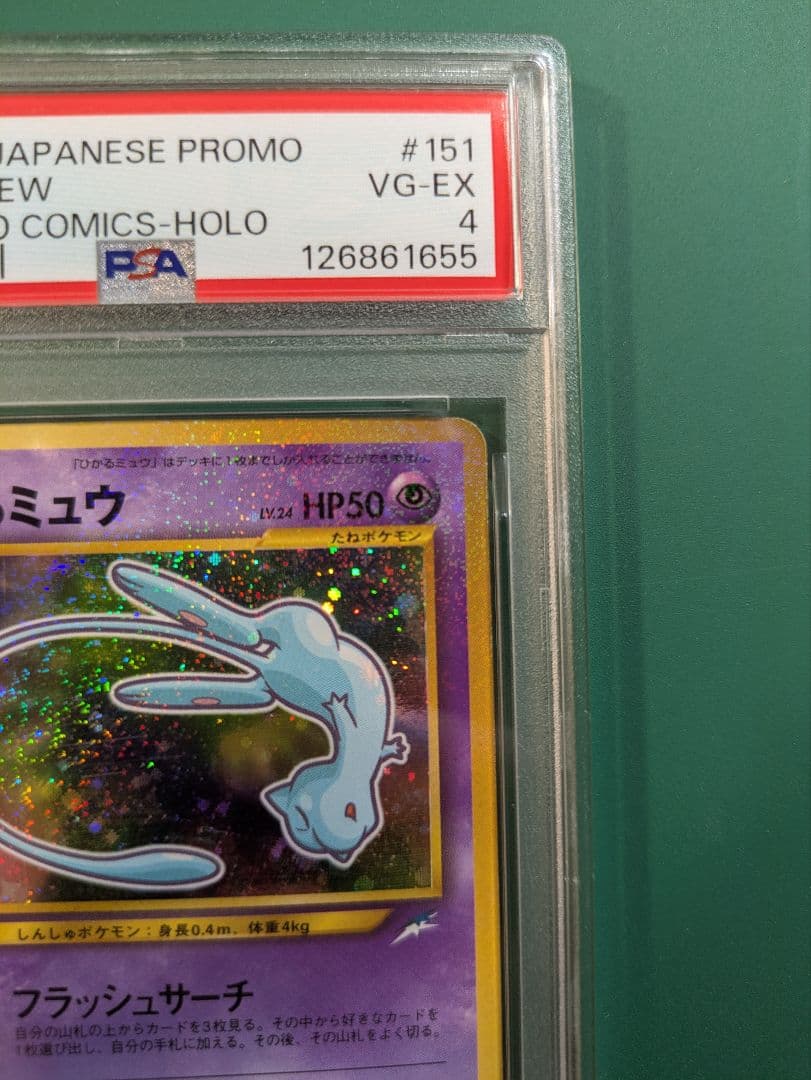 JAPANESE PROMO #151
EW VG-EX
COMICS-HOLO 4
PSA 126861655
「ひかるミュウ」はデッキに1枚までしか入れることができません。
ミュウ LV.24 HP50
たねポケモン
しんしゅポケモン：身長0.4m、体重4kg
フラッシュサーチ
自分の山札の上からカードを3枚見る。その中から好きなカードを
1枚選び出し、自分の手札に加える。その後、その山札をよく切る。